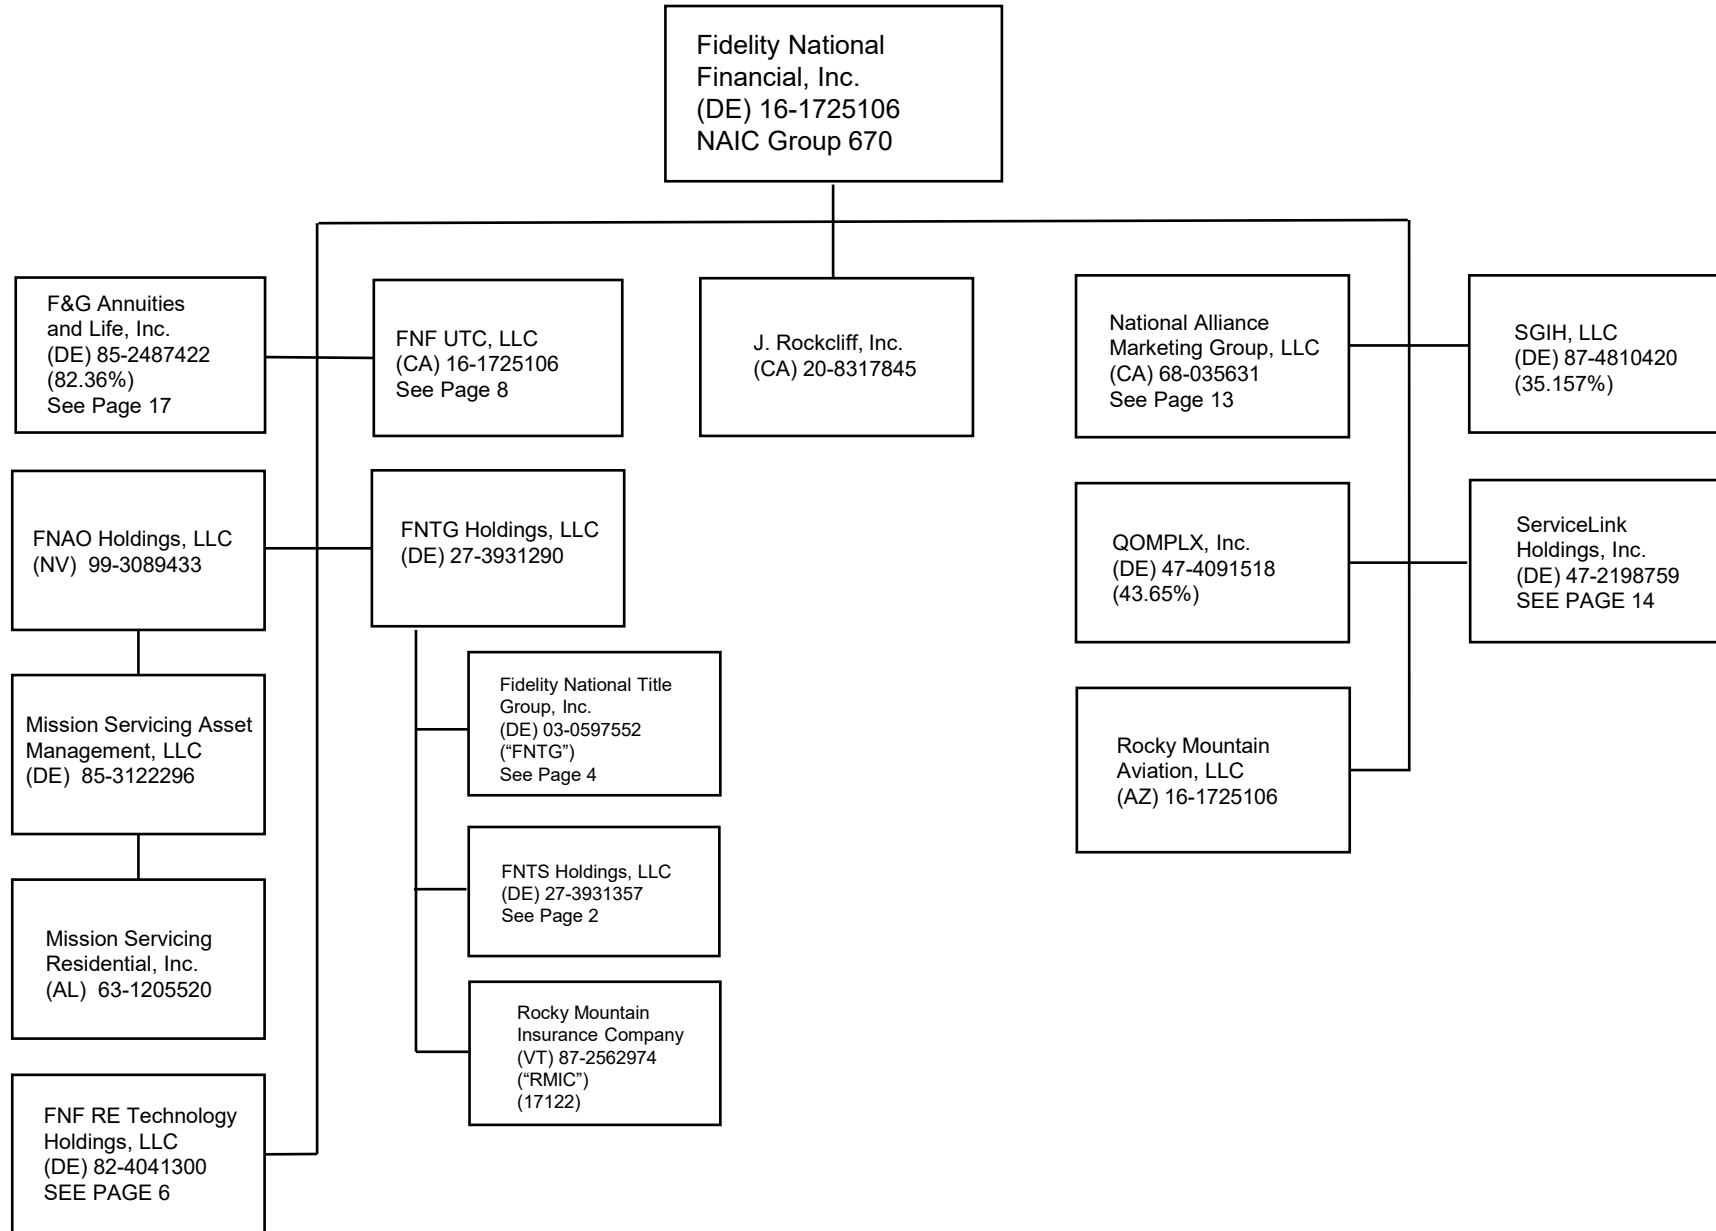 Fidelity National
Financial, Inc.
(DE) 16-1725106
NAIC Group 670
F&G Annuities
and Life, Inc.
(DE) 85-2487422
(82.36%)
See Page 17
FNF UTC, LLC
(CA) 16-1725106
See Page 8
J. Rockcliff, Inc.
(CA) 20-8317845
National Alliance
Marketing Group, LLC
(CA) 68-035631
See Page 13
SGIH, LLC
(DE) 87-4810420
(35.157%)
FNAO Holdings, LLC
(NV)  99-3089433
FNTG Holdings, LLC
(DE) 27-3931290
QOMPLX, Inc.
(DE) 47-4091518
(43.65%)
ServiceLink
Holdings, Inc.
(DE) 47-2198759
SEE PAGE 14
Mission Servicing Asset
Management, LLC
(DE)  85-3122296
Fidelity National Title
Group, Inc.
(DE) 03-0597552
(“FNTG”)
See Page 4
Rocky Mountain
Aviation, LLC
(AZ) 16-1725106
Mission Servicing
Residential, Inc.
(AL)  63-1205520
FNTS Holdings, LLC
(DE) 27-3931357
See Page 2
Rocky Mountain
Insurance Company
(VT) 87-2562974
(“RMIC”)
(17122)
FNF RE Technology
Holdings, LLC
(DE) 82-4041300
SEE PAGE 6